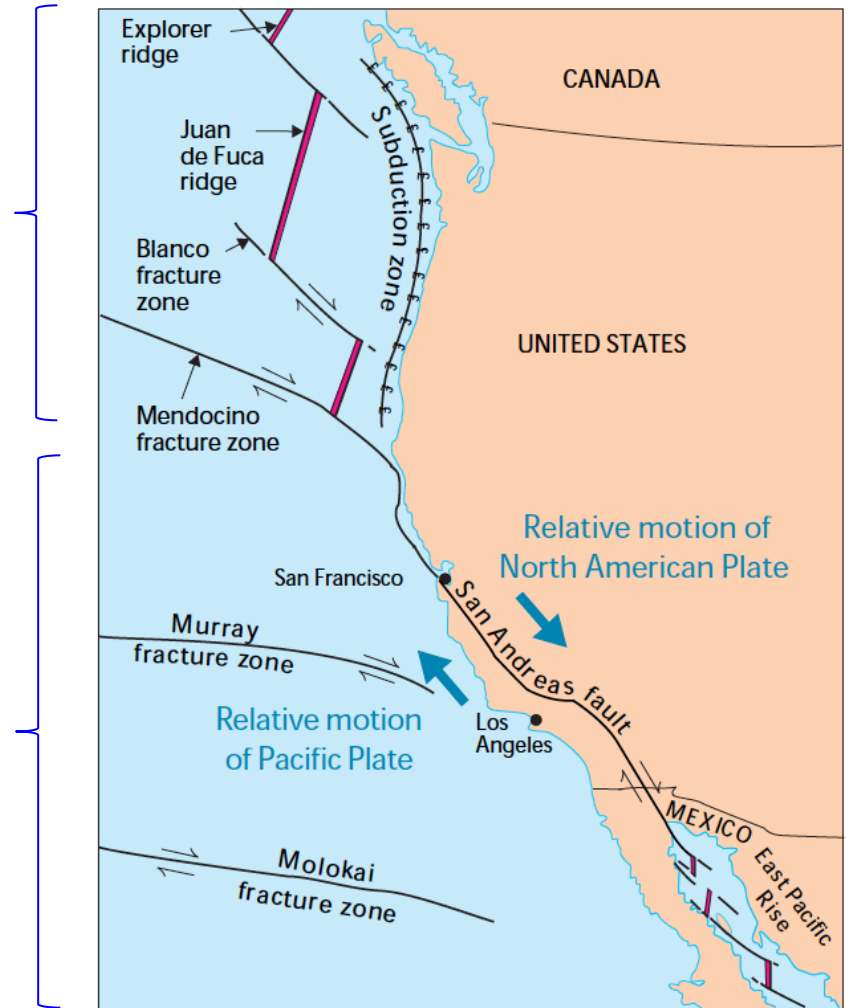 Explorer
ridge
CANADA
Juan
de Fuca
ridge
Subduction zone
Blanco
fracture
zone
UNITED STATES
Mendocino
fracture zone
Relative motion of
North American Plate
San Francisco
San Andreas fault
Murray
fracture zone
Relative motion
of Pacific Plate
Los
Angeles
MEXICO
East Pacific
Rise
Molokai
fracture zone